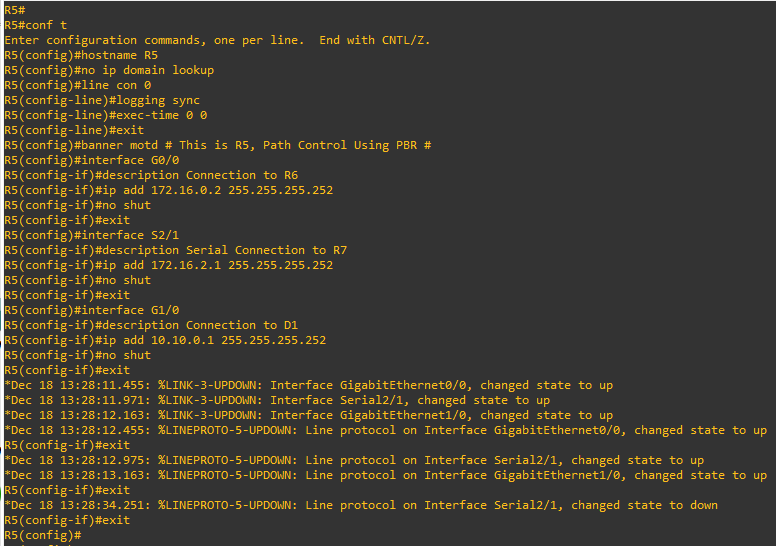 R5#
R5#conf t
Enter configuration commands, one per line.  End with CNTL/Z.
R5(config)#hostname R5
R5(config)#no ip domain lookup
R5(config)#line con 0
R5(config-line)#logging sync
R5(config-line)#exec-time 0 0
R5(config-line)#exit
R5(config)#banner motd # This is R5, Path Control Using PBR #
R5(config)#interface G0/0
R5(config-if)#description Connection to R6
R5(config-if)#ip add 172.16.0.2 255.255.255.252
R5(config-if)#no shut
R5(config-if)#exit
R5(config)#interface S2/1
R5(config-if)#description Serial Connection to R7
R5(config-if)#ip add 172.16.2.1 255.255.255.252
R5(config-if)#no shut
R5(config-if)#exit
R5(config)#interface G1/0
R5(config-if)#description Connection to D1
R5(config-if)#ip add 10.10.0.1 255.255.255.252
R5(config-if)#no shut
R5(config-if)#exit
*Dec 18 13:28:11.455: %LINK-3-UPDOWN: Interface GigabitEthernet0/0, changed state to up
*Dec 18 13:28:11.971: %LINK-3-UPDOWN: Interface Serial2/1, changed state to up
*Dec 18 13:28:12.163: %LINK-3-UPDOWN: Interface GigabitEthernet1/0, changed state to up
*Dec 18 13:28:12.455: %LINEPROTO-5-UPDOWN: Line protocol on Interface GigabitEthernet0/0, changed state to up
R5(config-if)#exit
*Dec 18 13:28:12.975: %LINEPROTO-5-UPDOWN: Line protocol on Interface Serial2/1, changed state to up
*Dec 18 13:28:13.163: %LINEPROTO-5-UPDOWN: Line protocol on Interface GigabitEthernet1/0, changed state to up
R5(config-if)#exit
*Dec 18 13:28:34.251: %LINEPROTO-5-UPDOWN: Line protocol on Interface Serial2/1, changed state to down
R5(config-if)#exit
R5(config)#